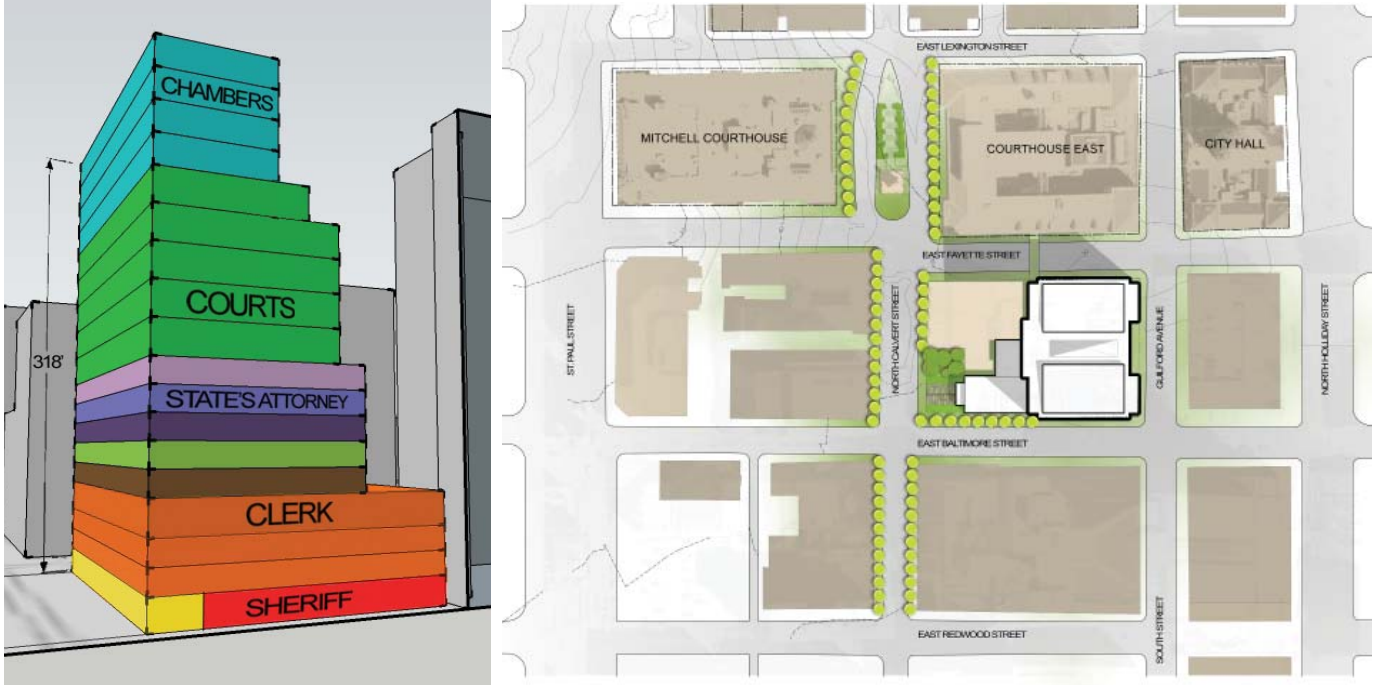 CHAMBERS
COURTS
318'
STATE'S ATTORNEY
CLERK
SHERIFF
EAST LEXINGTON STREET
MITCHELL COURTHOUSE
COURTHOUSE EAST
CITY HALL
EAST FAYETTE STREET
ST. PAUL STREET
NORTH CALVERT STREET
GUILFORD AVENUE
NORTH HOLLIDAY STREET
EAST BALTIMORE STREET
SOUTH STREET
EAST REDWOOD STREET